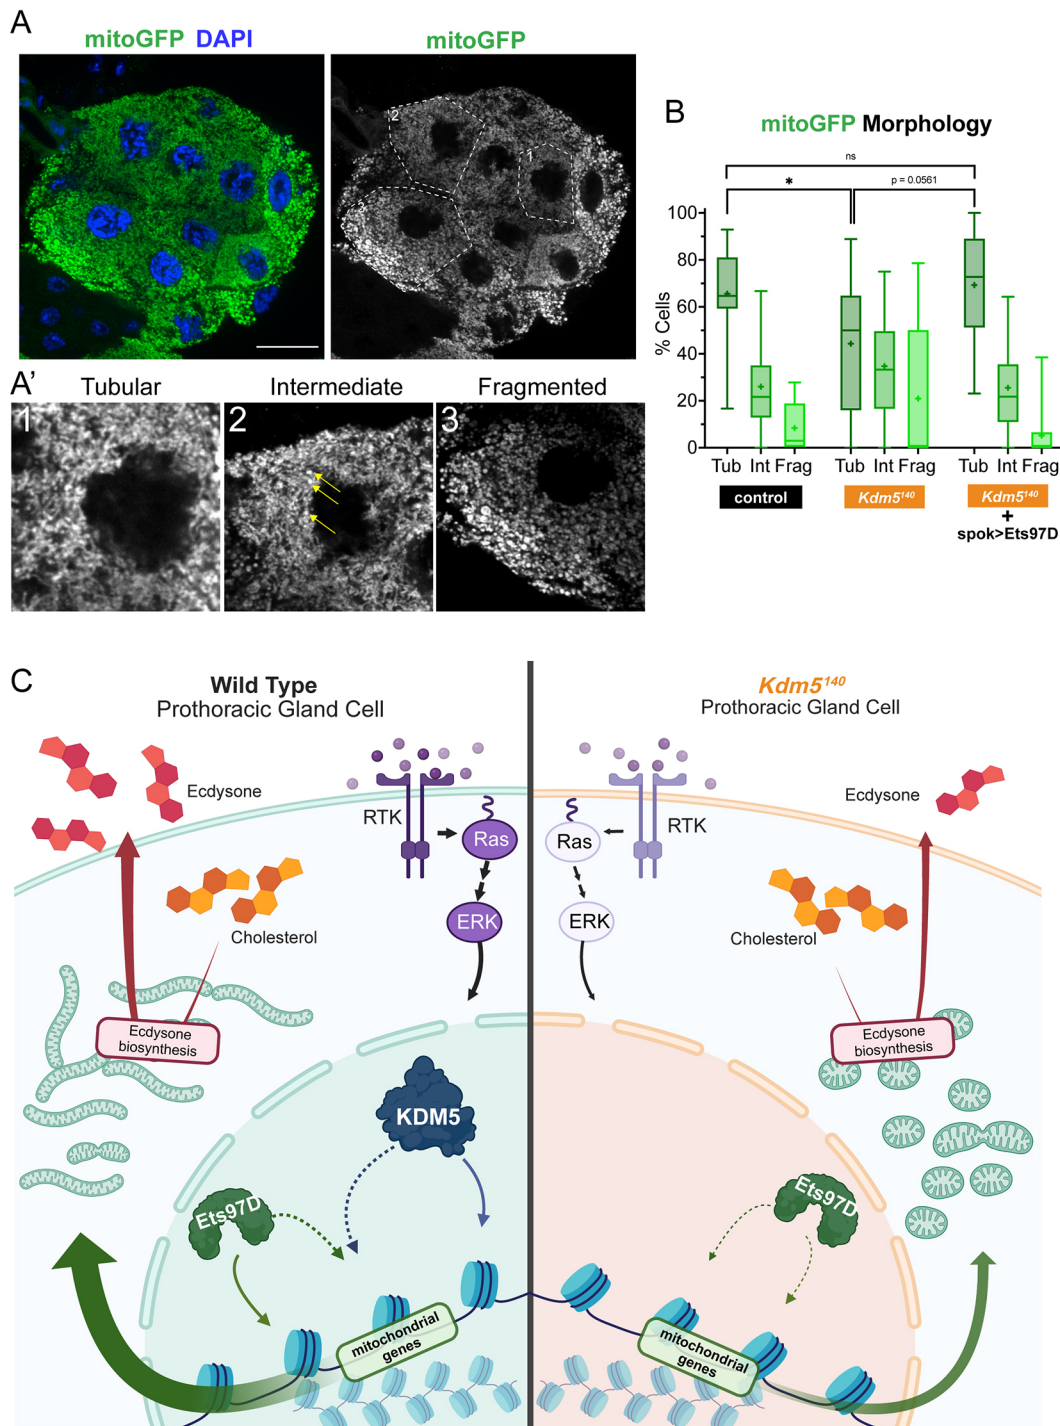 A
mitoGFP DAPI
mitoGFP
2
1
3
A'
Tubular
Intermediate
Fragmented
1
2
3
B
mitoGFP Morphology
ns
*
p = 0.0561
% Cells
100
80
60
40
20
0
Tub Int Frag
Tub Int Frag
Tub Int Frag
control
Kdm5¹⁴⁰
Kdm5¹⁴⁰
+
spok>Ets97D
C
Wild Type
Prothoracic Gland Cell
Kdm5¹⁴⁰
Prothoracic Gland Cell
Ecdysone
RTK
Ras
ERK
Cholesterol
Ecdysone
biosynthesis
KDM5
Ets97D
mitochondrial
genes
Ecdysone
RTK
Ras
ERK
Cholesterol
Ecdysone
biosynthesis
Ets97D
mitochondrial
genes